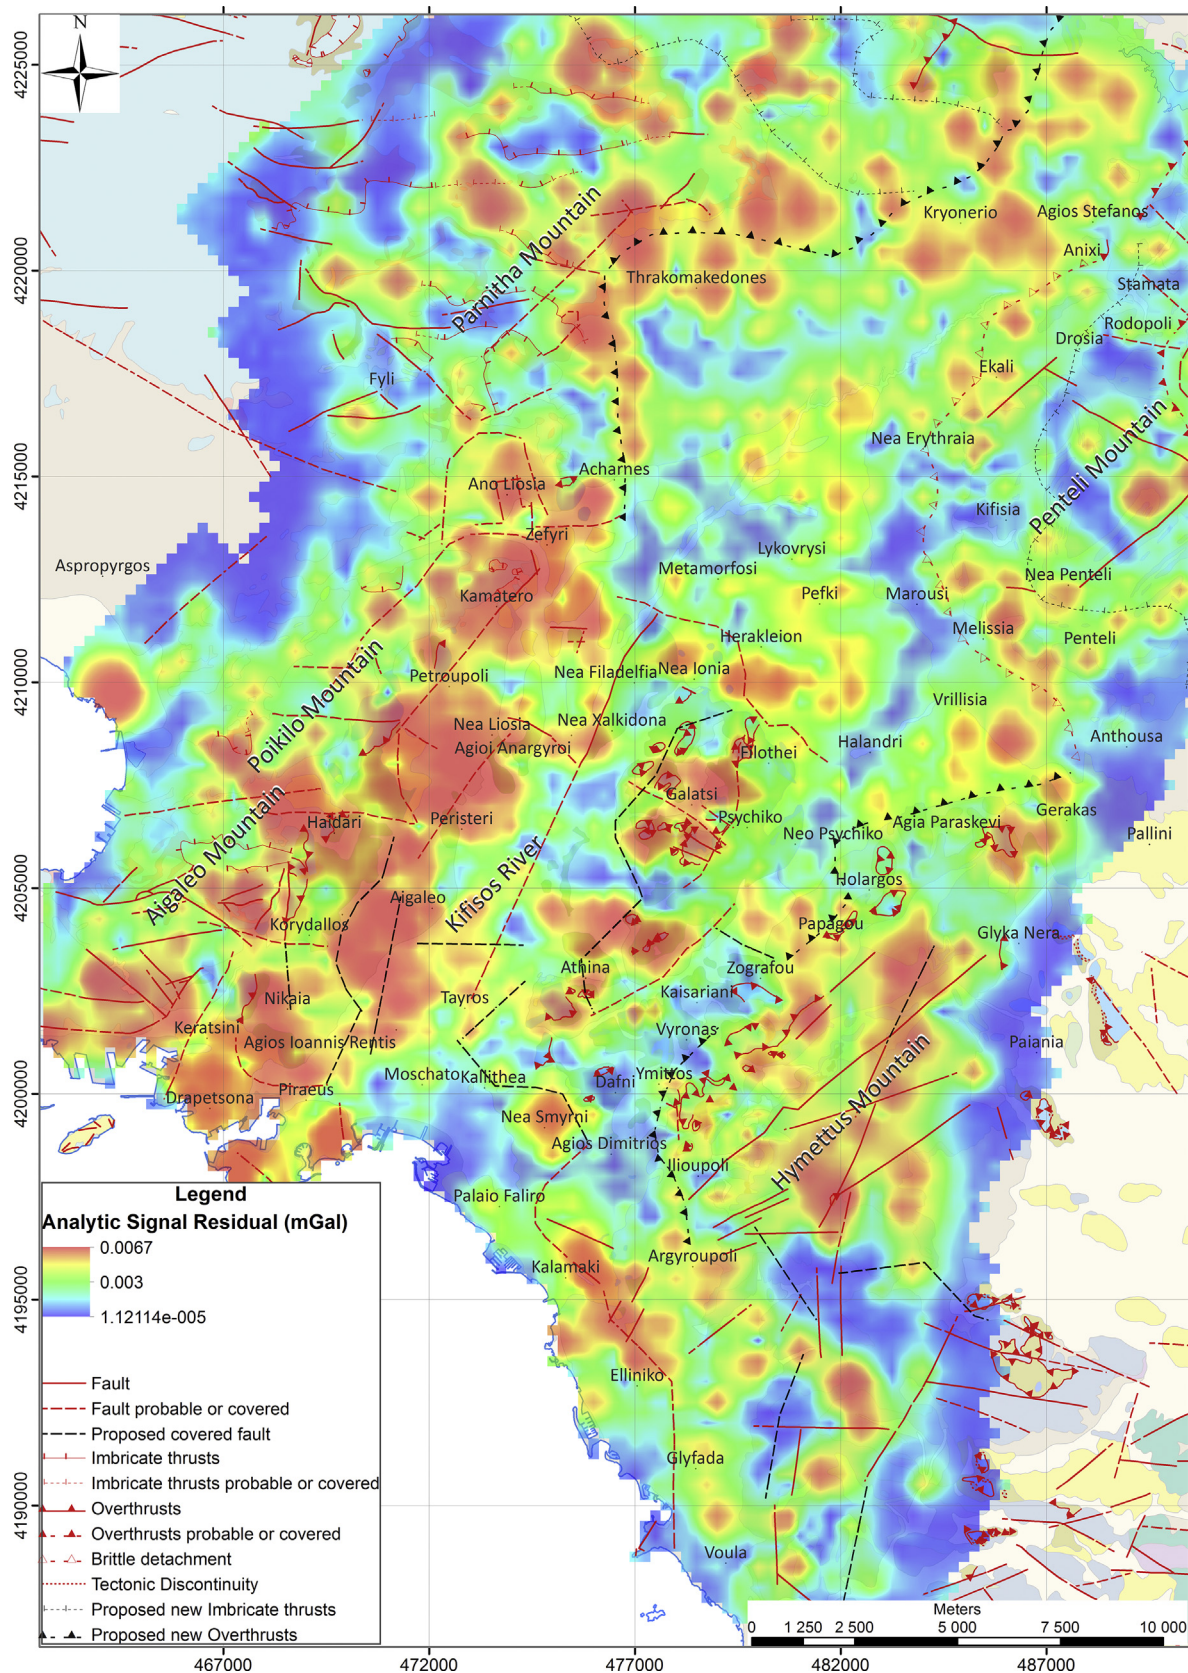 N
4225000
4220000
4215000
4210000
4205000
4200000
4195000
4190000
Kryonerio
Agios Stefanos
Parnitha Mountain
Anixi
Thrakomakedones
Stamata
Rodopoli
Drosia
Ekali
Fyli
Nea Erythraia
Penteli Mountain
Acharnes
Ano Liosia
Kifisia
Zefyri
Lykovrysi
Aspropyrgos
Metamorfosi
Nea Penteli
Kamatero
Pefki
Marousi
Melissia
Herakleion
Penteli
Petroupoli
Nea Filadelfia
Nea Ionia
Poikilo Mountain
Vrillisia
Nea Liosia
Nea Xalkidona
Agioi Anargyroi
Filothei
Halandri
Anthousa
Galatsi
Aigaleo Mountain
Haidari
Peristeri
Psychiko
Neo Psychiko
Agia Paraskevi
Gerakas
Pallini
Kifisos River
Holargos
Aigaleo
Korydallos
Papagou
Glyka Nera
Athina
Zografou
Nikaia
Tayros
Kaisariani
Keratsini
Agios Ioannis Rentis
Vyronas
Paiania
Hymettus Mountain
Moschato
Kallithea
Dafni
Ymittos
Drapetsona
Piraeus
Nea Smyrni
Agios Dimitrios
Ilioupoli
Palaio Faliro
Argyroupoli
Kalamaki
Elliniko
Glyfada
Voula
Legend
Analytic Signal Residual (mGal)
0.0067
0.003
1.12114e-005
Fault
Fault probable or covered
Proposed covered fault
Imbricate thrusts
Imbricate thrusts probable or covered
Overthrusts
Overthrusts probable or covered
Brittle detachment
Tectonic Discontinuity
Proposed new Imbricate thrusts
Proposed new Overthrusts
Meters
0 1 250 2 500 5 000 7 500 10 000
467000 472000 477000 482000 487000